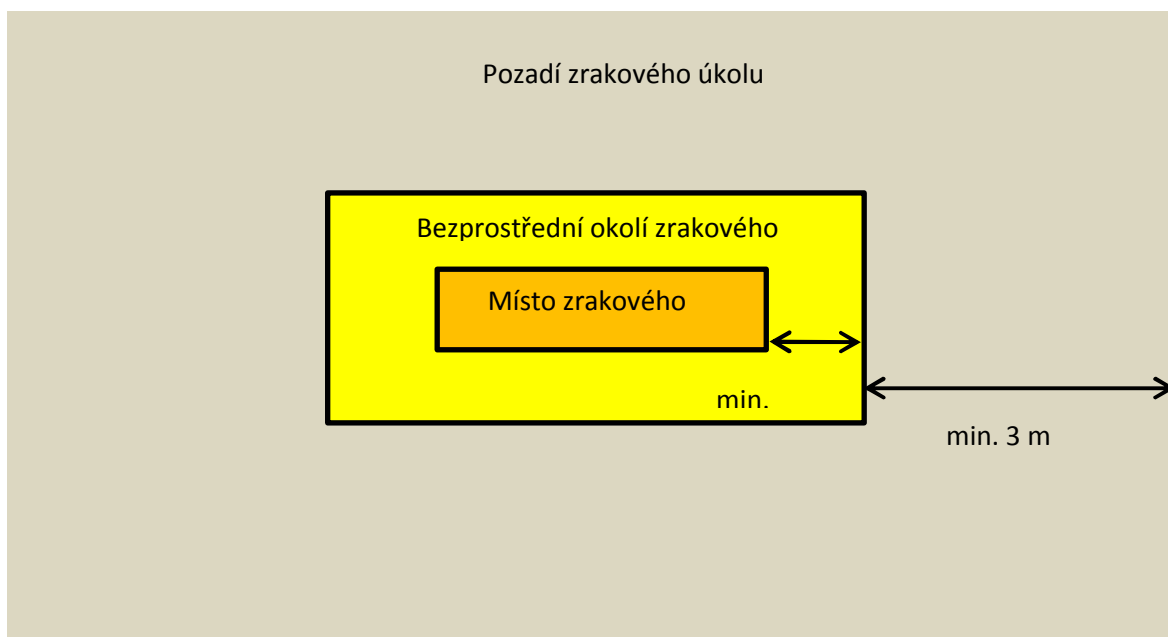 Pozadí zrakového úkolu
Bezprostřední okolí zrakového
Místo zrakového
min.
min. 3 m